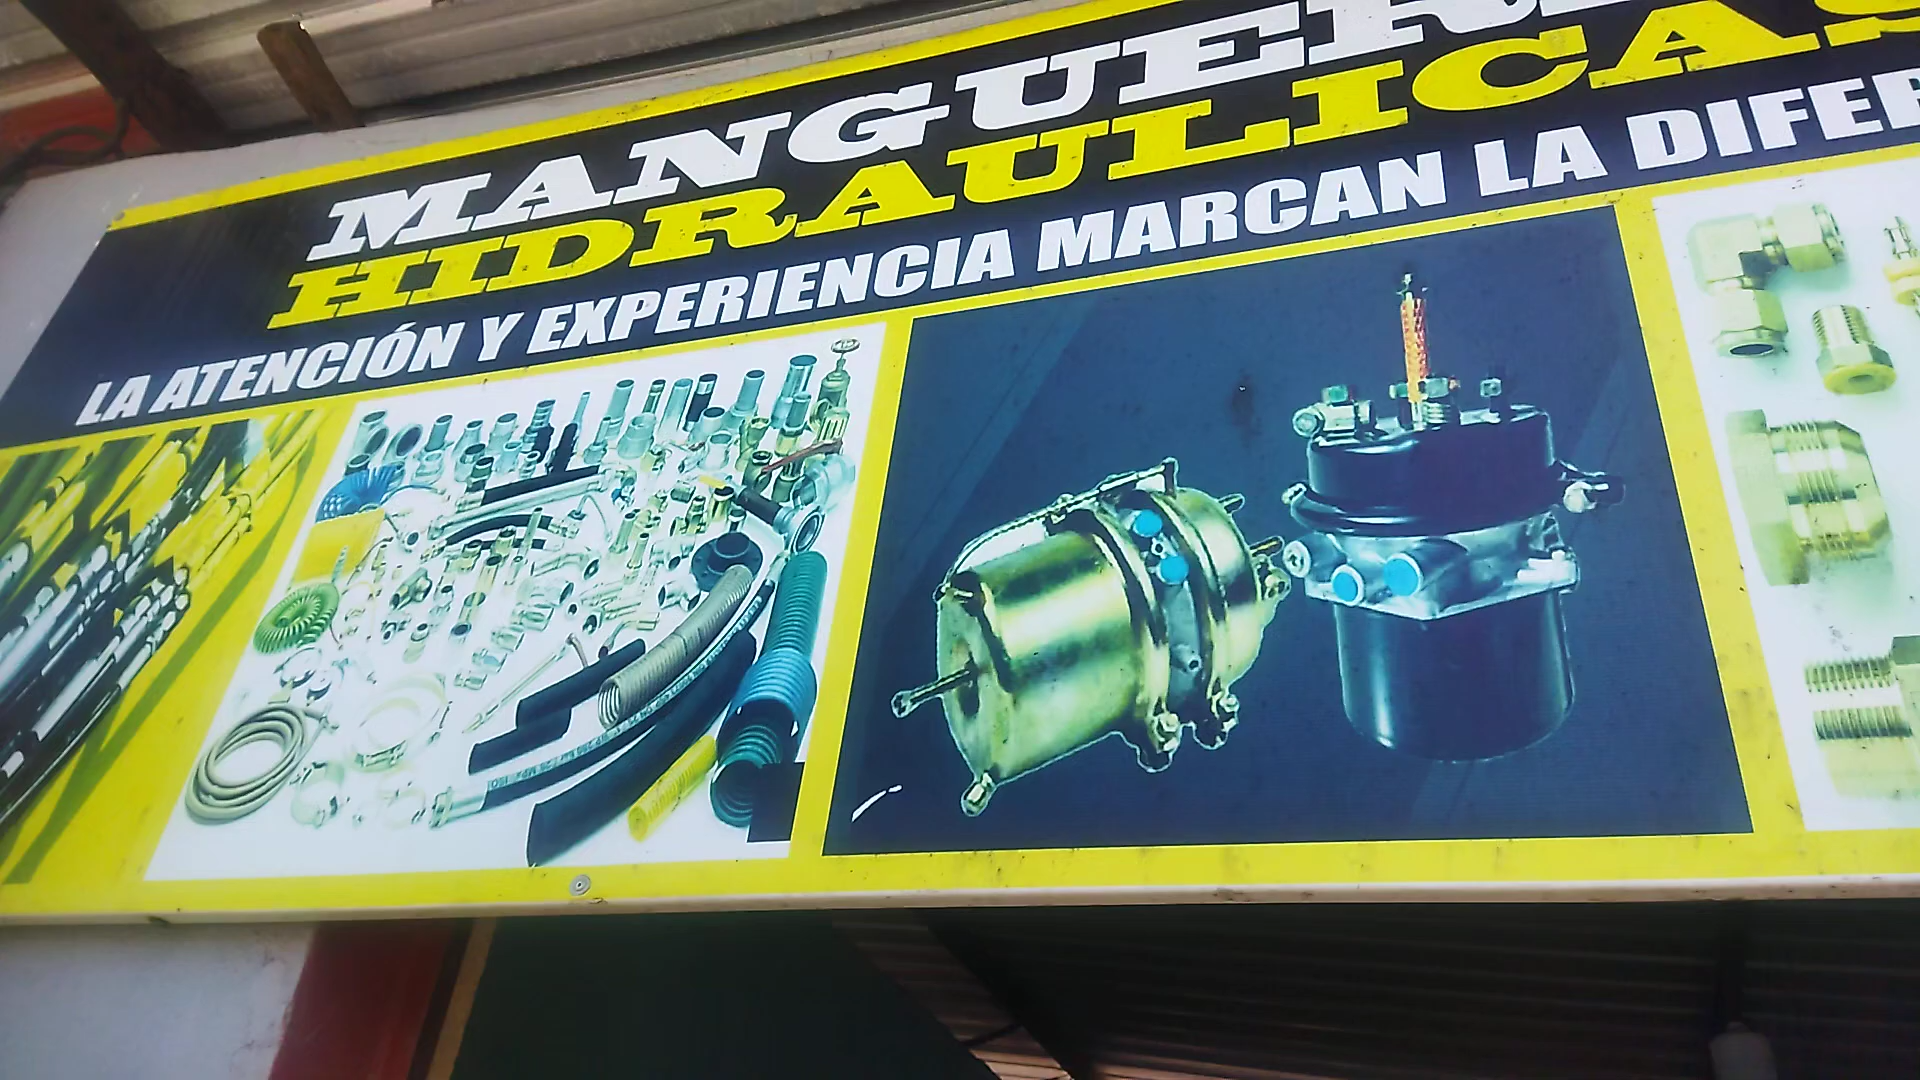 MANGUER
HIDRAULICAS
LA ATENCIÓN Y EXPERIENCIA MARCAN LA DIFER